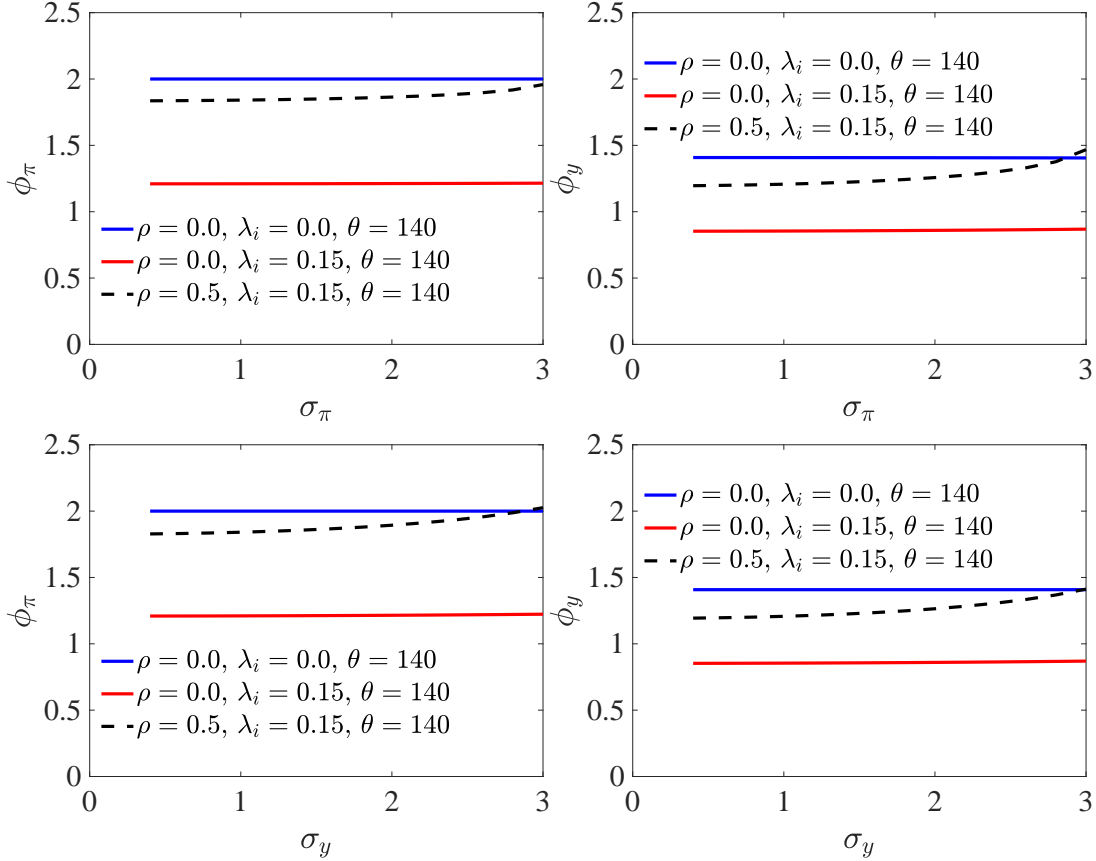 2.5
2
1.5
1
0.5
0
ϕπ
ρ = 0.0, λi = 0.0, θ = 140
ρ = 0.0, λi = 0.15, θ = 140
ρ = 0.5, λi = 0.15, θ = 140
0 1 2 3
σπ
2.5
2
1.5
1
0.5
0
ϕy
ρ = 0.0, λi = 0.0, θ = 140
ρ = 0.0, λi = 0.15, θ = 140
ρ = 0.5, λi = 0.15, θ = 140
0 1 2 3
σπ
2.5
2
1.5
1
0.5
0
ϕπ
ρ = 0.0, λi = 0.0, θ = 140
ρ = 0.0, λi = 0.15, θ = 140
ρ = 0.5, λi = 0.15, θ = 140
0 1 2 3
σy
2.5
2
1.5
1
0.5
0
ϕy
ρ = 0.0, λi = 0.0, θ = 140
ρ = 0.0, λi = 0.15, θ = 140
ρ = 0.5, λi = 0.15, θ = 140
0 1 2 3
σy